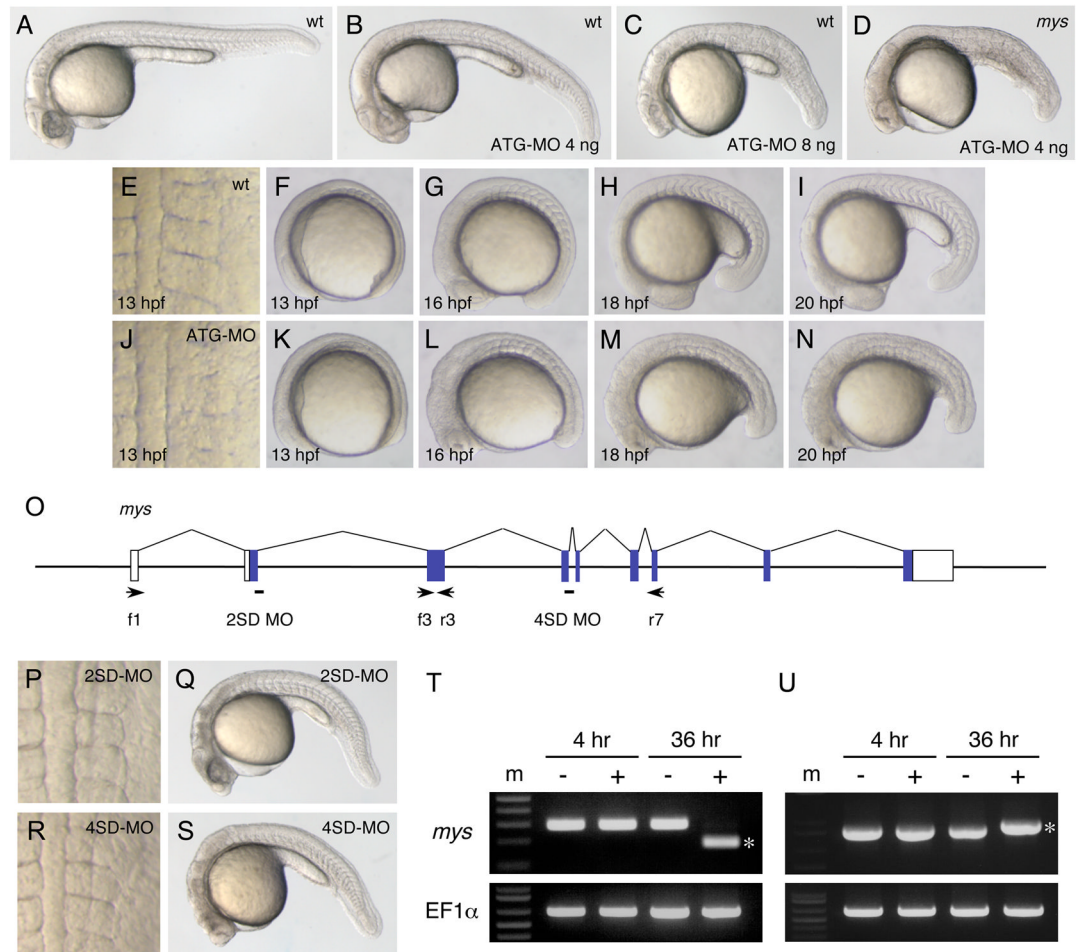 A wt
B wt
ATG-MO 4 ng
C wt
ATG-MO 8 ng
D mys
ATG-MO 4 ng
E wt
13 hpf
F
13 hpf
G
16 hpf
H
18 hpf
I
20 hpf
J ATG-MO
13 hpf
K
13 hpf
L
16 hpf
M
18 hpf
N
20 hpf
O mys
f1 2SD MO f3 r3 4SD MO r7
P 2SD-MO
Q 2SD-MO
R 4SD-MO
S 4SD-MO
T
4 hr 36 hr
m - + - +
mys *
EF1α
U
4 hr 36 hr
m - + - +
*